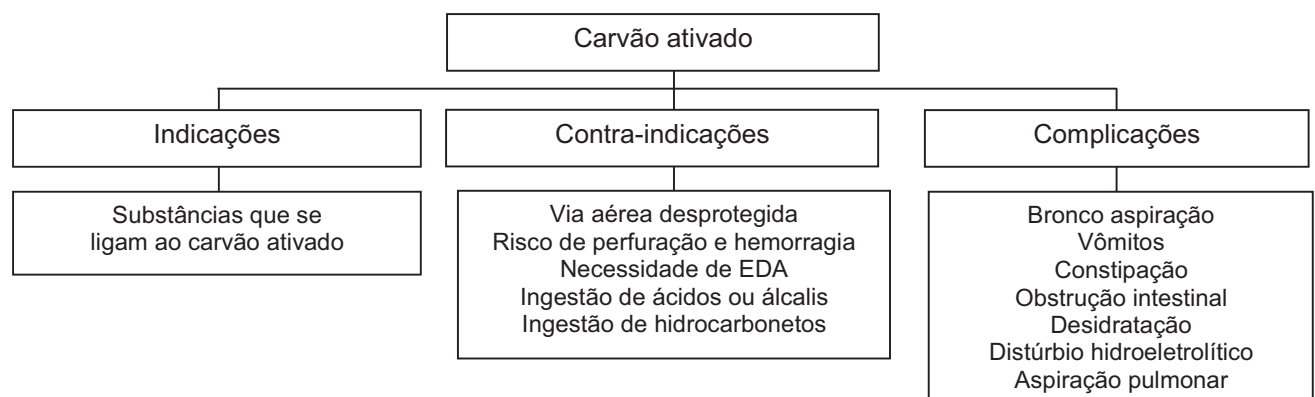 Carvão ativado
Indicações
Contra-indicações
Complicações
Substâncias que se
ligam ao carvão ativado
Via aérea desprotegida
Risco de perfuração e hemorragia
Necessidade de EDA
Ingestão de ácidos ou álcalis
Ingestão de hidrocarbonetos
Bronco aspiração
Vômitos
Constipação
Obstrução intestinal
Desidratação
Distúrbio hidroeletrolítico
Aspiração pulmonar